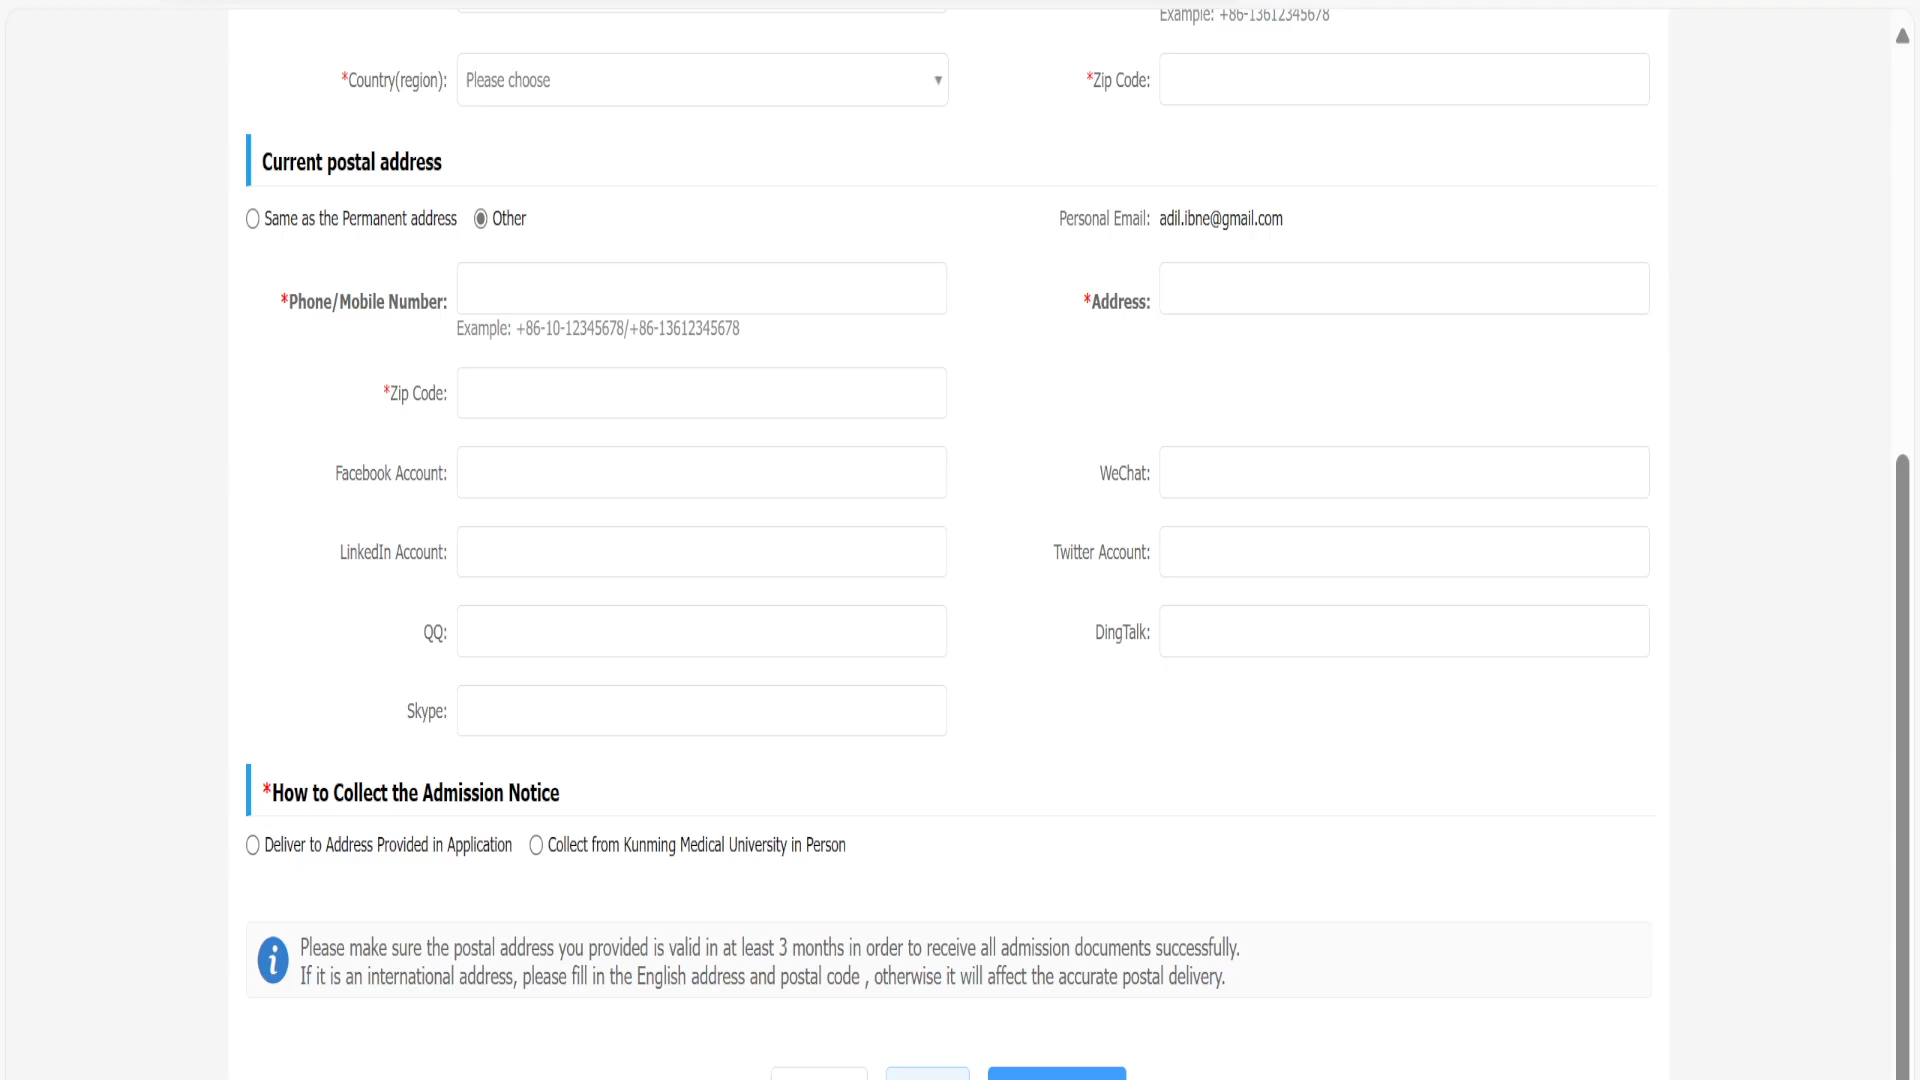 Example: +86-13612345678
*Country(region): Please choose
*Zip Code:
Current postal address
Same as the Permanent address Other
Personal Email: adil.ibne@gmail.com
*Phone/Mobile Number:
*Address:
Example: +86-10-12345678/+86-13612345678
*Zip Code:
Facebook Account:
WeChat:
LinkedIn Account:
Twitter Account:
QQ:
DingTalk:
Skype:
*How to Collect the Admission Notice
Deliver to Address Provided in Application Collect from Kunming Medical University in Person
Please make sure the postal address you provided is valid in at least 3 months in order to receive all admission documents successfully.
If it is an international address, please fill in the English address and postal code , otherwise it will affect the accurate postal delivery.